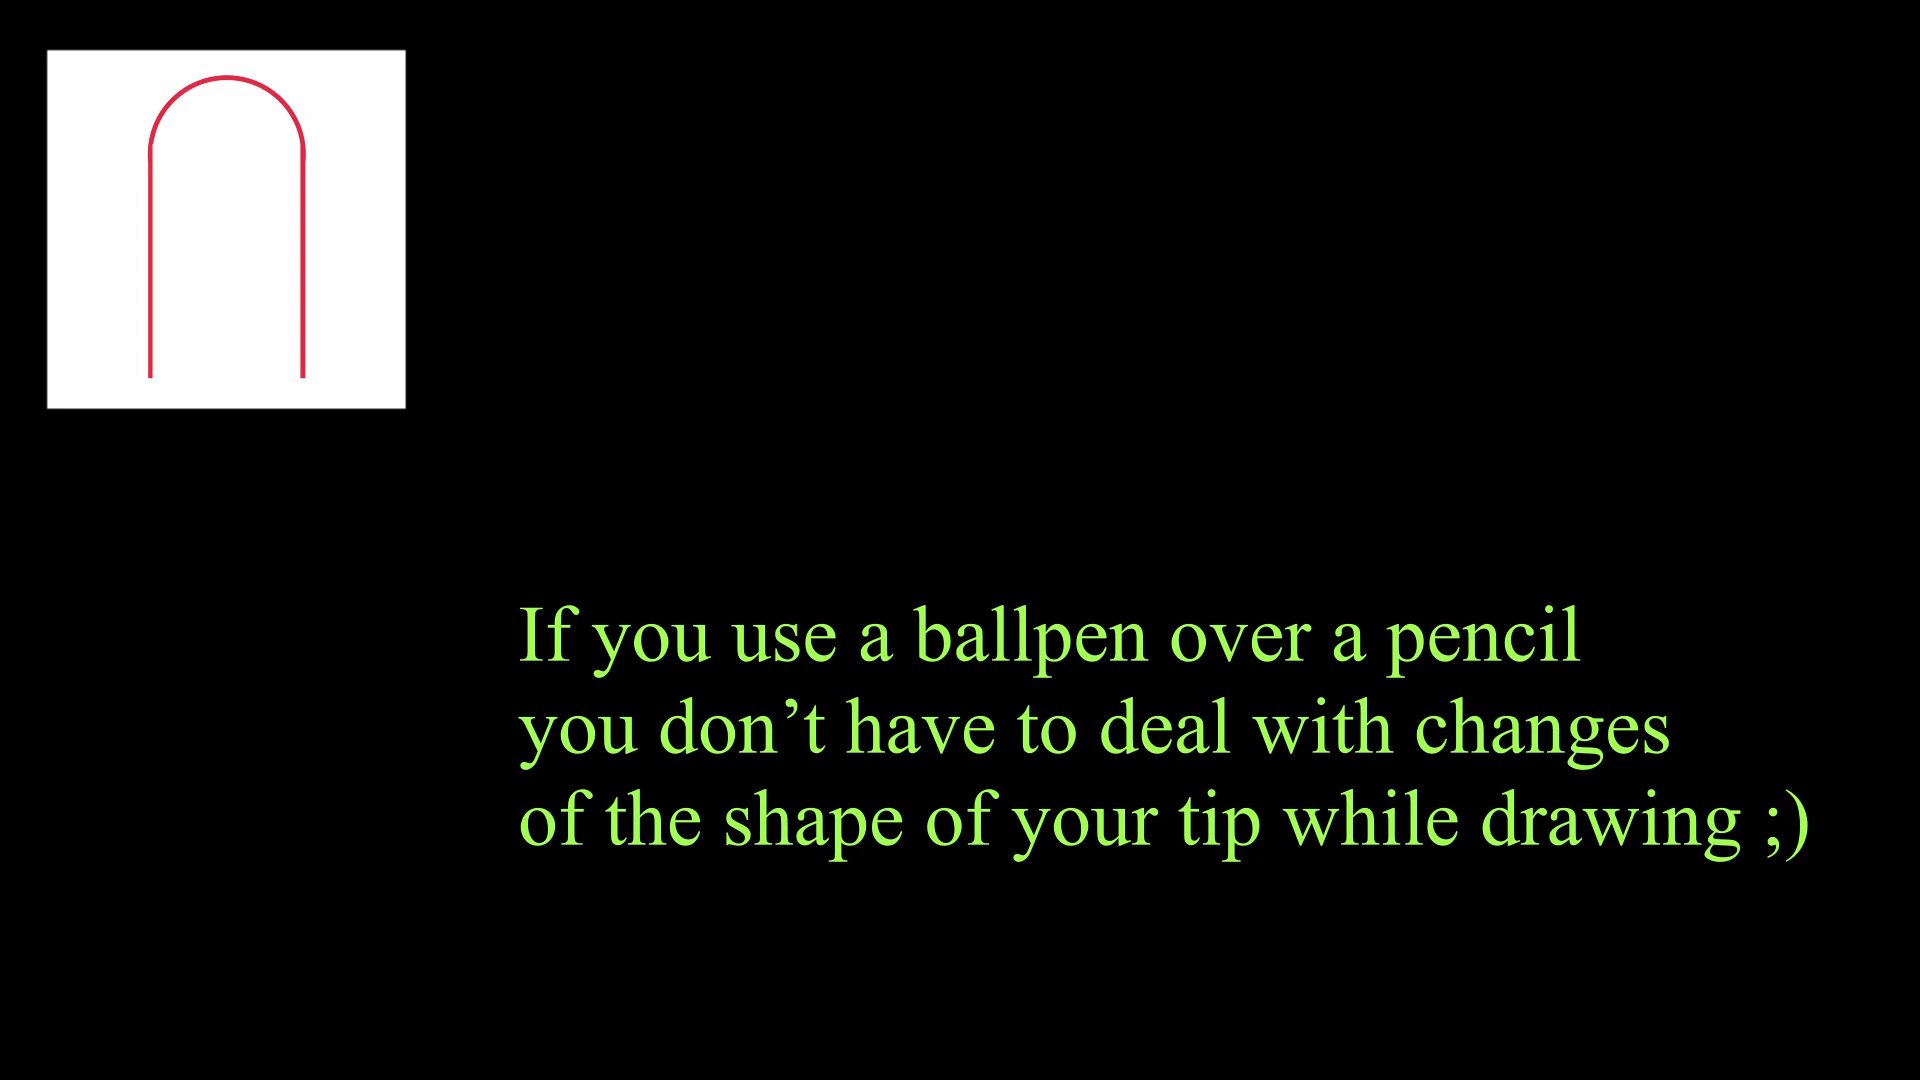 If you use a ballpen over a pencil
you don’t have to deal with changes
of the shape of your tip while drawing ;)